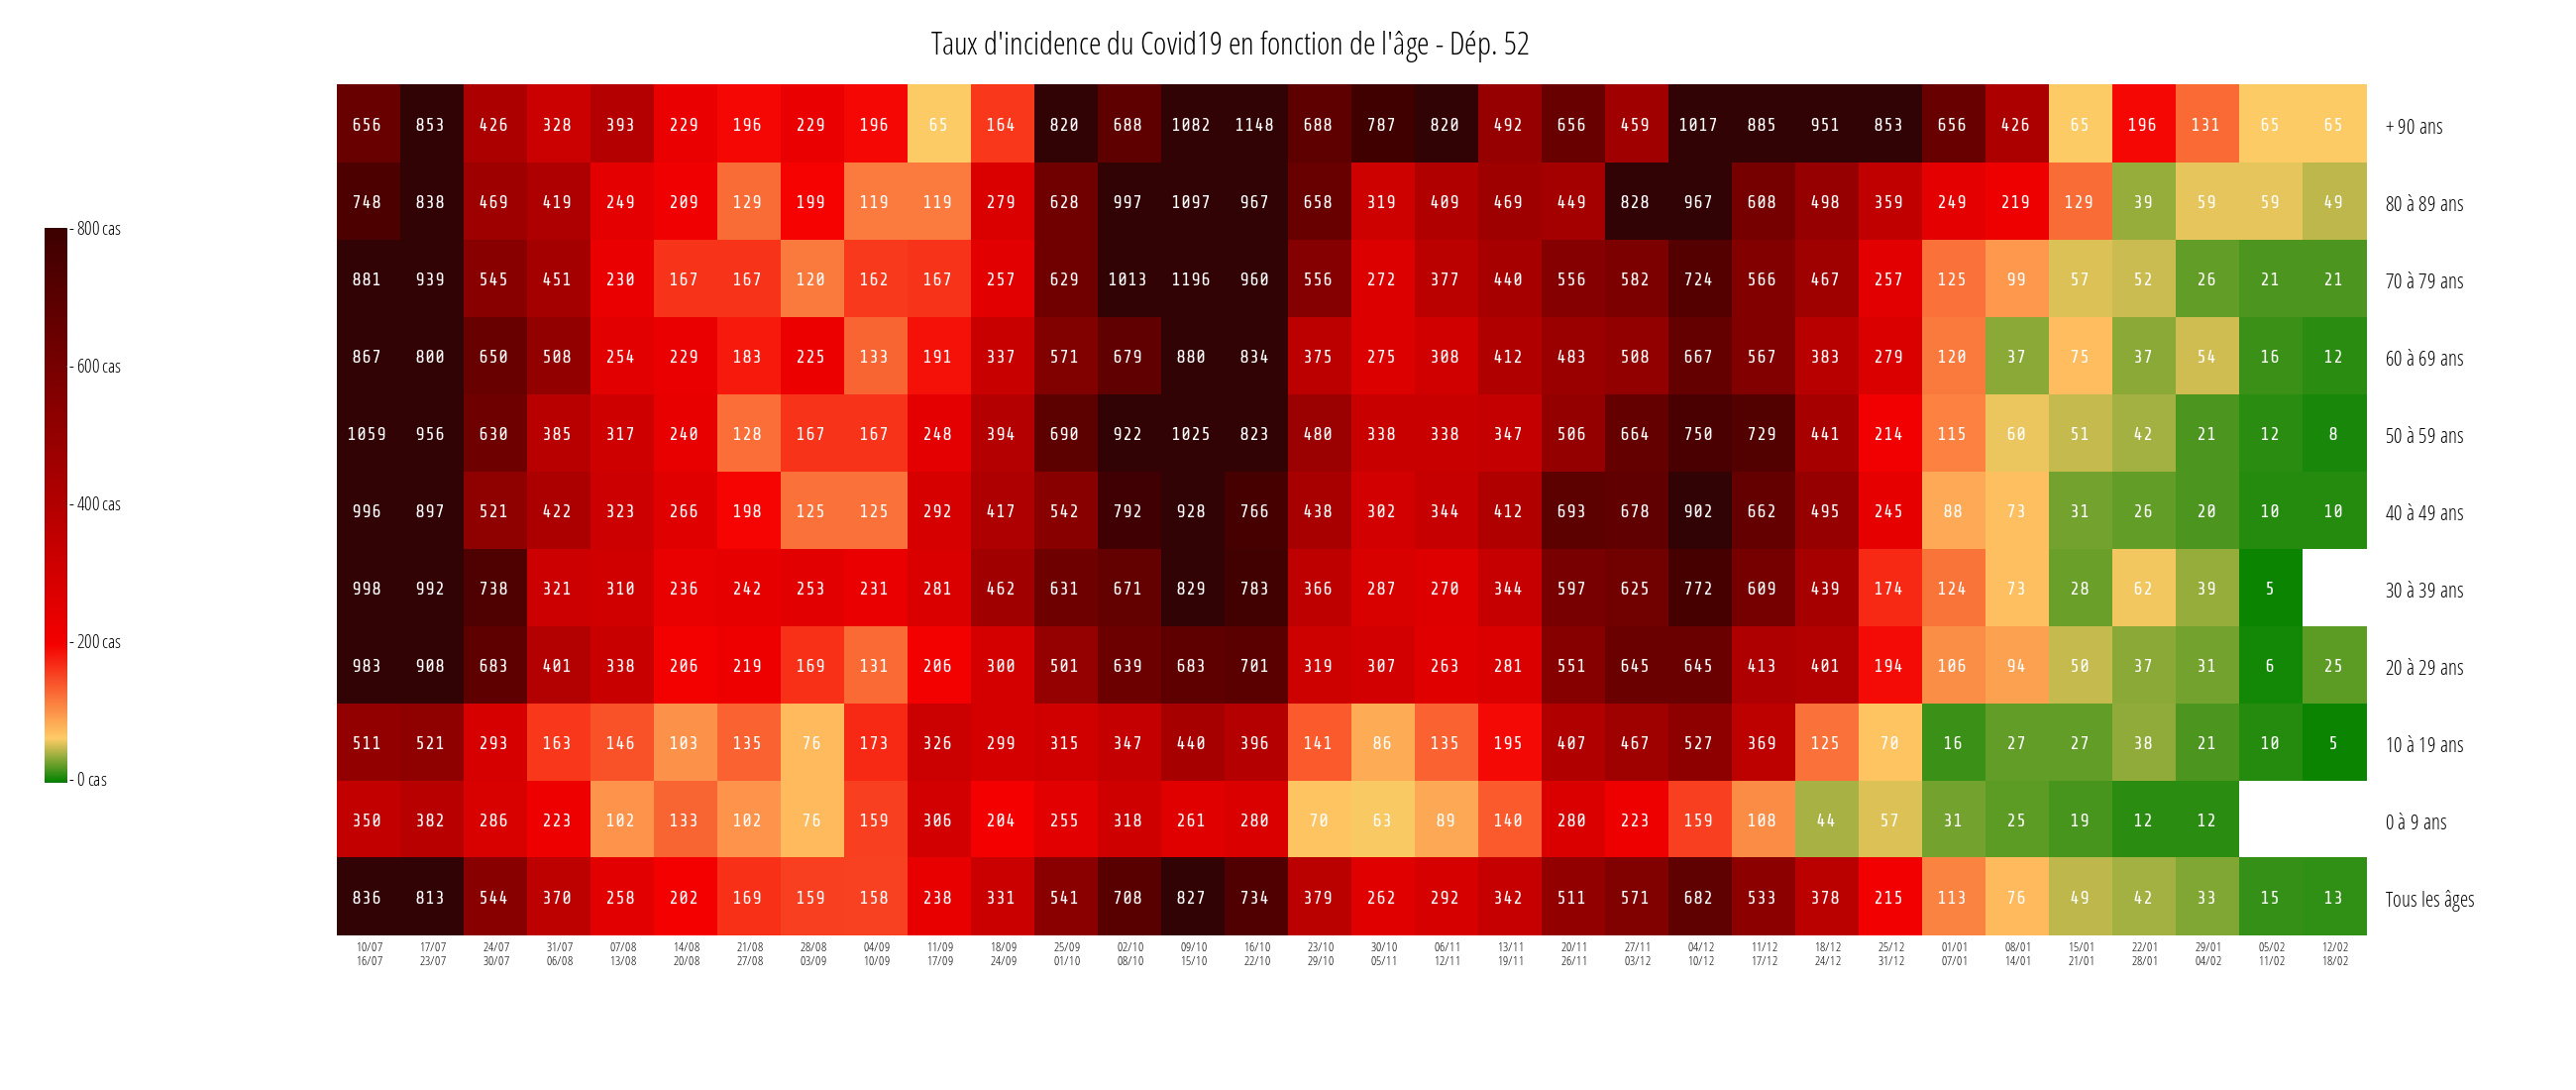 Taux d'incidence du Covid19 en fonction de l'âge - Dép. 52
- 800 cas
- 600 cas
- 400 cas
- 200 cas
- 0 cas
656 853 426 328 393 229 196 229 196 65 164 820 688 1082 1148 688 787 820 492 656 459 1017 885 951 853 656 426 65 196 131 65 65 + 90 ans
748 838 469 419 249 209 129 199 119 119 279 628 997 1097 967 658 319 409 469 449 828 967 608 498 359 249 219 129 39 59 59 49 80 à 89 ans
881 939 545 451 230 167 167 120 162 167 257 629 1013 1196 960 556 272 377 440 556 582 724 566 467 257 125 99 57 52 26 21 21 70 à 79 ans
867 800 650 508 254 229 183 225 133 191 337 571 679 880 834 375 275 308 412 483 508 667 567 383 279 120 37 75 37 54 16 12 60 à 69 ans
1059 956 630 385 317 240 128 167 167 248 394 690 922 1025 823 480 338 338 347 506 664 750 729 441 214 115 60 51 42 21 12 8 50 à 59 ans
996 897 521 422 323 266 198 125 125 292 417 542 792 928 766 438 302 344 412 693 678 902 662 495 245 88 73 31 26 20 10 10 40 à 49 ans
998 992 738 321 310 236 242 253 231 281 462 631 671 829 783 366 287 270 344 597 625 772 609 439 174 124 73 28 62 39 5 30 à 39 ans
983 908 683 401 338 206 219 169 131 206 300 501 639 683 701 319 307 263 281 551 645 645 413 401 194 106 94 50 37 31 6 25 20 à 29 ans
511 521 293 163 146 103 135 76 173 326 299 315 347 440 396 141 86 135 195 407 467 527 369 125 70 16 27 27 38 21 10 5 10 à 19 ans
350 382 286 223 102 133 102 76 159 306 204 255 318 261 280 70 63 89 140 280 223 159 108 44 57 31 25 19 12 12 0 à 9 ans
836 813 544 370 258 202 169 159 158 238 331 541 708 827 734 379 262 292 342 511 571 682 533 378 215 113 76 49 42 33 15 13 Tous les âges
10/07 17/07 24/07 31/07 07/08 14/08 21/08 28/08 04/09 11/09 18/09 25/09 02/10 09/10 16/10 23/10 30/10 06/11 13/11 20/11 27/11 04/12 11/12 18/12 25/12 01/01 08/01 15/01 22/01 29/01 05/02 12/02
16/07 23/07 30/07 06/08 13/08 20/08 27/08 03/09 10/09 17/09 24/09 01/10 08/10 15/10 22/10 29/10 05/11 12/11 19/11 26/11 03/12 10/12 17/12 24/12 31/12 07/01 14/01 21/01 28/01 04/02 11/02 18/02